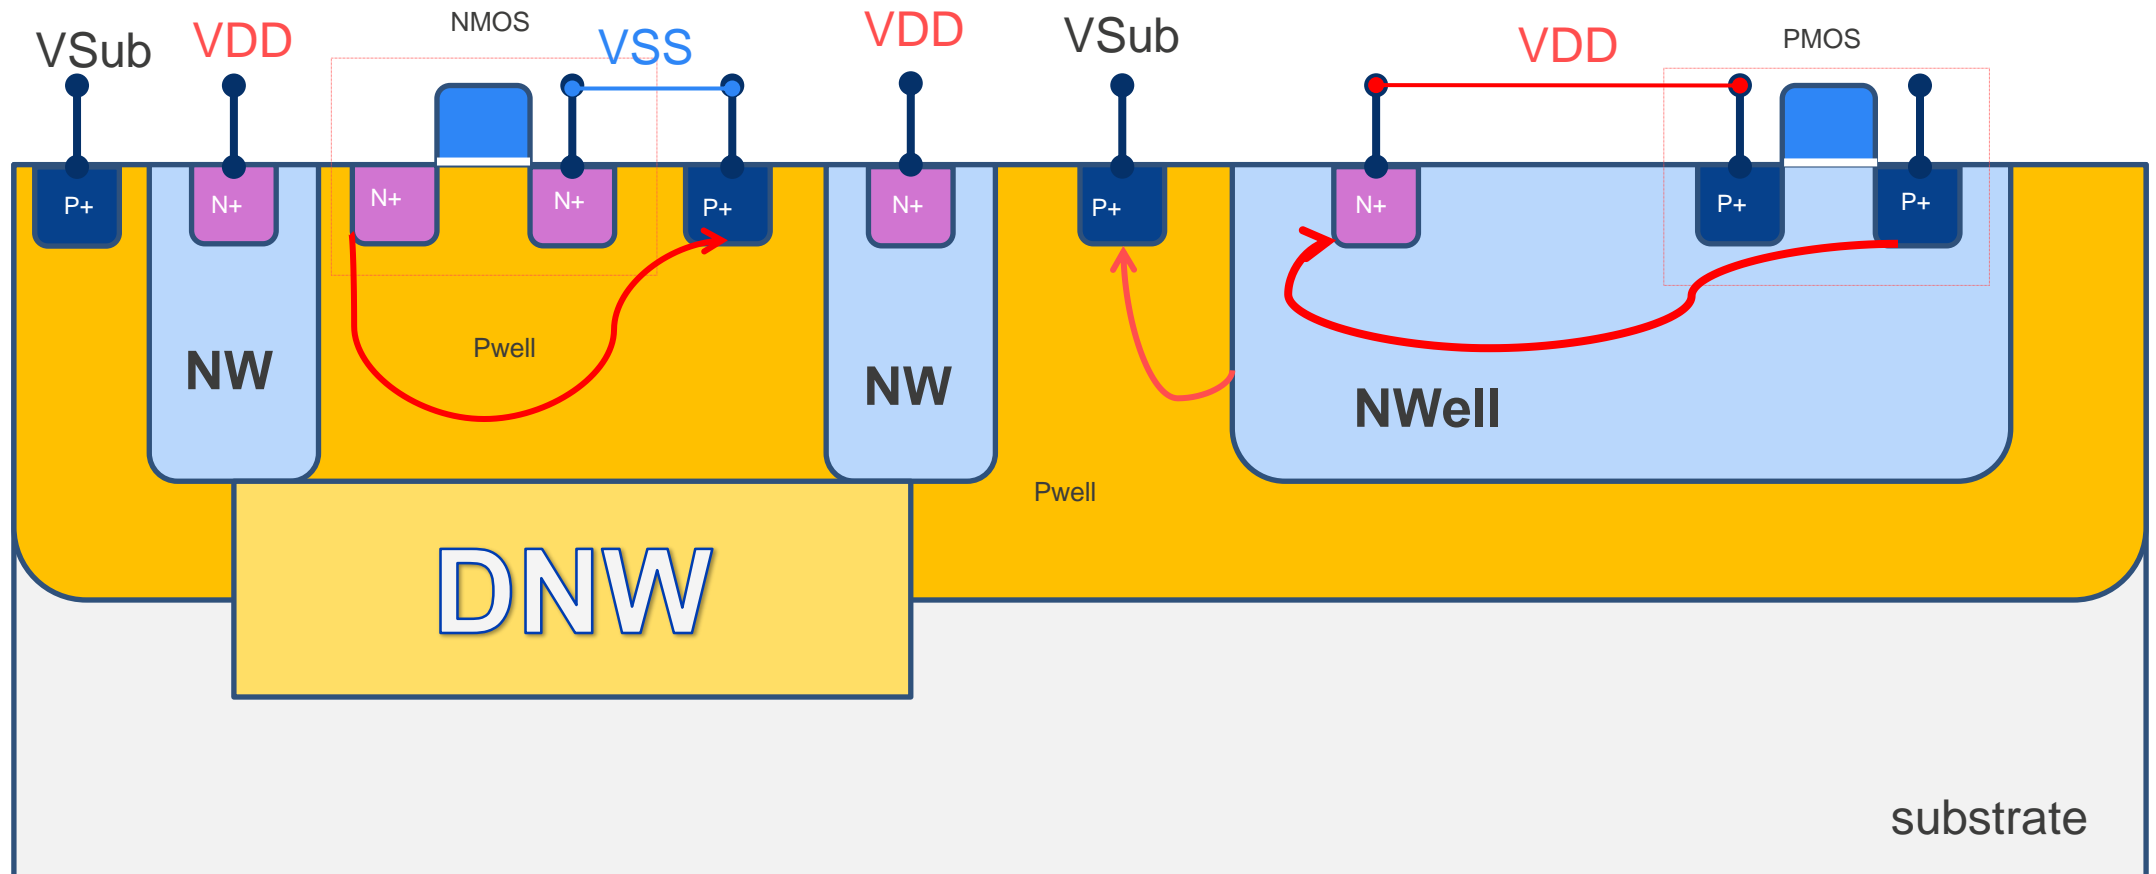 VSub
VDD
NMOS
VSS
VDD
VSub
VDD
PMOS
P+
N+
N+
N+
P+
N+
P+
N+
P+
P+
NW
Pwell
NW
NWell
Pwell
DNW
substrate